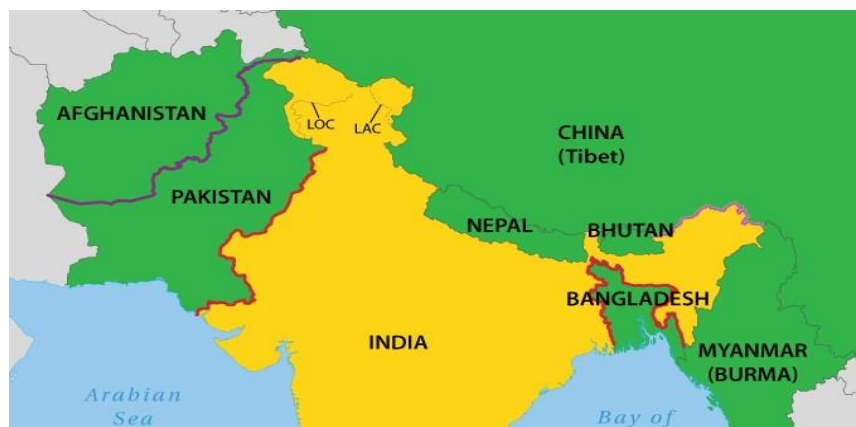 AFGHANISTAN
LOC
LAC
CHINA
(Tibet)
PAKISTAN
NEPAL
BHUTAN
BANGLADESH
INDIA
MYANMAR
(BURMA)
Arabian
Sea
Bay of